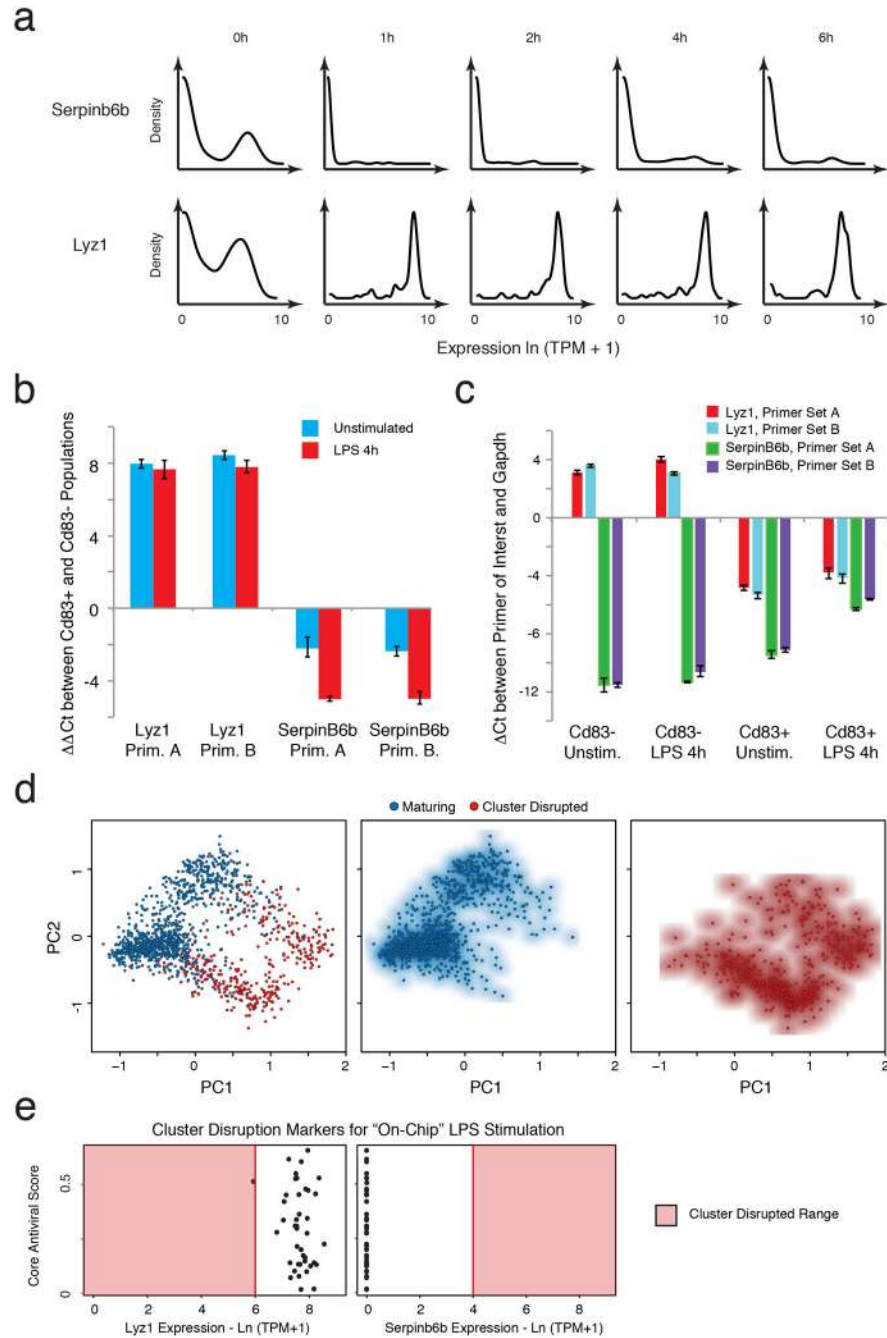 a
0h 1h 2h 4h 6h
Serpinb6b
Density
Lyz1
Density
0 10 0 10 0 10 0 10 0 10
Expression ln (TPM + 1)
b
ΔΔCt between Cd83+ and Cd83- Populations
8
4
0
-4
Unstimulated
LPS 4h
Lyz1 Prim. A
Lyz1 Prim. B
SerpinB6b Prim. A
SerpinB6b Prim. B.
c
ΔCt between Primer of Interst and Gapdh
Lyz1, Primer Set A
Lyz1, Primer Set B
SerpinB6b, Primer Set A
SerpinB6b, Primer Set B
4
0
-4
-8
-12
Cd83- Unstim.
Cd83- LPS 4h
Cd83+ Unstim.
Cd83+ LPS 4h
d
Maturing Cluster Disrupted
PC2
1
0
-1
-1 0 1 2 -1 0 1 2 -1 0 1 2
PC1 PC1 PC1
e
Cluster Disruption Markers for "On-Chip" LPS Stimulation
Core Antiviral Score
0.5
0
0 2 4 6 8 0 2 4 6 8
Lyz1 Expression - Ln (TPM+1) Serpinb6b Expression - Ln (TPM+1)
Cluster Disrupted Range